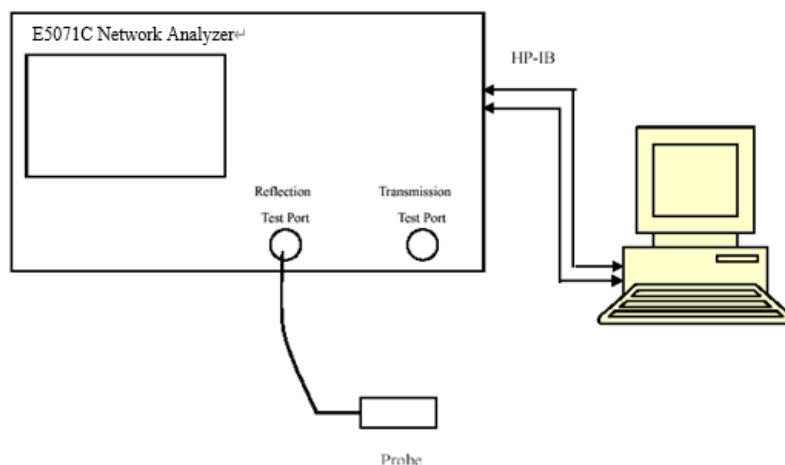 E5071C Network Analyzer↵
HP-IB
Reflection
Test Port
Transmission
Test Port
Probe